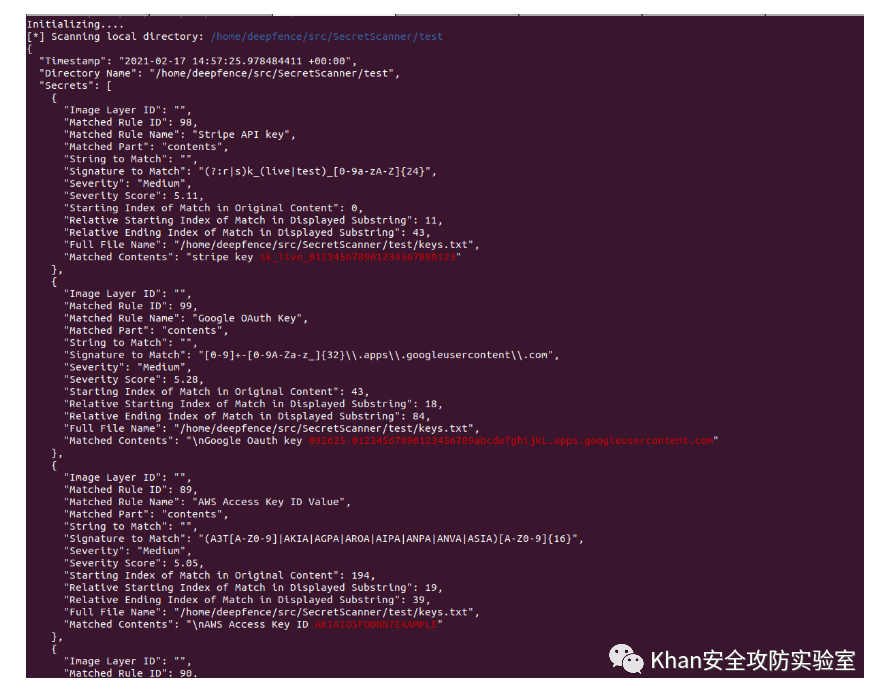 Initializing....
[*] Scanning local directory: /home/deepfence/src/SecretScanner/test
{
"Timestamp": "2021-02-17 14:57:25.978484411 +00:00",
"Directory Name": "/home/deepfence/src/SecretScanner/test",
"Secrets": [
{
"Image Layer ID": "",
"Matched Rule ID": 98,
"Matched Rule Name": "Stripe API key",
"Matched Part": "contents",
"String to Match": "",
"Signature to Match": "(?:r|s)k_(live|test)_[0-9a-zA-Z]{24}",
"Severity": "Medium",
"Severity Score": 5.11,
"Starting Index of Match in Original Content": 0,
"Relative Starting Index of Match in Displayed Substring": 11,
"Relative Ending Index of Match in Displayed Substring": 43,
"Full File Name": "/home/deepfence/src/SecretScanner/test/keys.txt",
"Matched Contents": "stripe key sk_live_012345678901234567890123"
},
{
"Image Layer ID": "",
"Matched Rule ID": 99,
"Matched Rule Name": "Google OAuth Key",
"Matched Part": "contents",
"String to Match": "",
"Signature to Match": "[0-9]+-[0-9A-Za-z_]{32}\\.apps\\.googleusercontent\\.com",
"Severity": "Medium",
"Severity Score": 5.28,
"Starting Index of Match in Original Content": 43,
"Relative Starting Index of Match in Displayed Substring": 18,
"Relative Ending Index of Match in Displayed Substring": 84,
"Full File Name": "/home/deepfence/src/SecretScanner/test/keys.txt",
"Matched Contents": "\nGoogle Oauth key 092625-01234567890123456789abcdefghijKL.apps.googleusercontent.com"
},
{
"Image Layer ID": "",
"Matched Rule ID": 89,
"Matched Rule Name": "AWS Access Key ID Value",
"Matched Part": "contents",
"String to Match": "",
"Signature to Match": "(A3T[A-Z0-9]|AKIA|AGPA|AROA|AIPA|ANPA|ANVA|ASIA)[A-Z0-9]{16}",
"Severity": "Medium",
"Severity Score": 5.05,
"Starting Index of Match in Original Content": 194,
"Relative Starting Index of Match in Displayed Substring": 19,
"Relative Ending Index of Match in Displayed Substring": 39,
"Full File Name": "/home/deepfence/src/SecretScanner/test/keys.txt",
"Matched Contents": "\nAWS Access Key ID AKIAIOSFODNN7EXAMPLE"
},
{
"Image Layer ID": "",
"Matched Rule ID": 90,
Khan安全攻防实验室